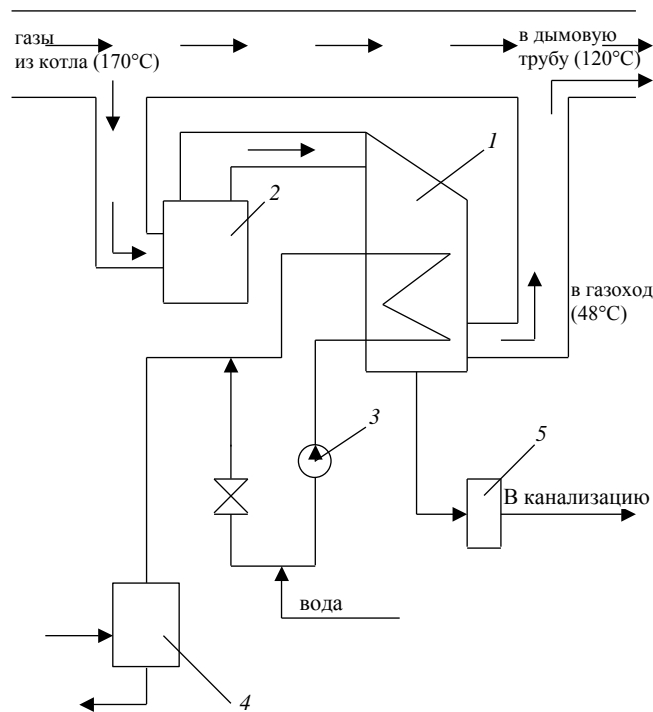 газы
из котла (170°С)
в дымовую
трубу (120°С)
1
2
в газоход
(48°С)
3
5
В канализацию
вода
4